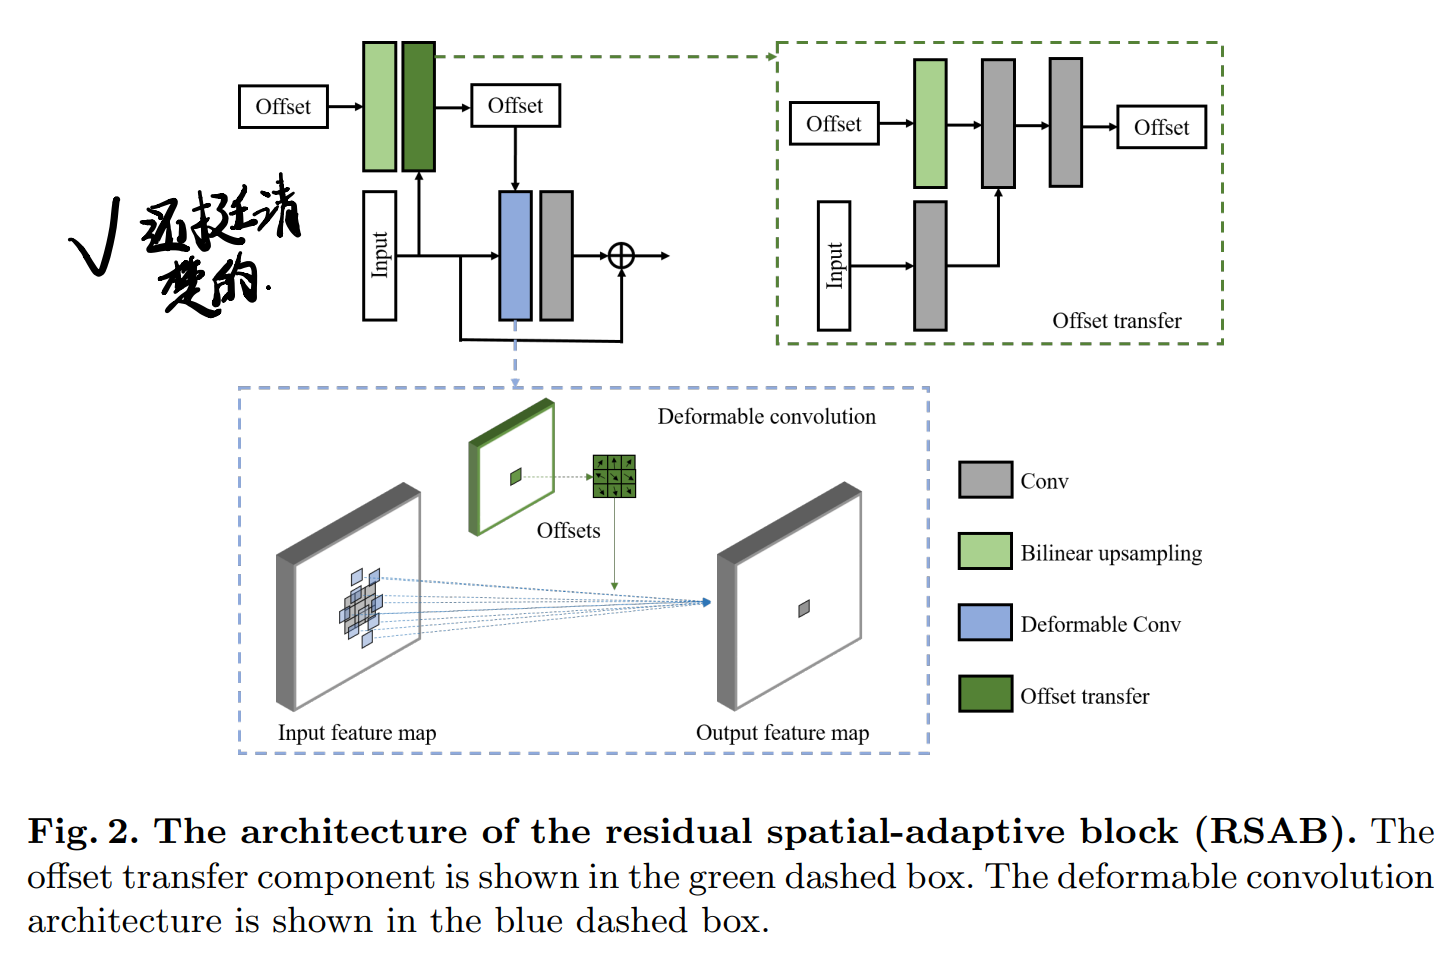 Offset
Offset
Input
Offset
Offset
Input
Offset transfer
还挺清
楚的.
Deformable convolution
Offsets
Input feature map
Output feature map
Conv
Bilinear upsampling
Deformable Conv
Offset transfer
Fig. 2. The architecture of the residual spatial-adaptive block (RSAB). The
offset transfer component is shown in the green dashed box. The deformable convolution
architecture is shown in the blue dashed box.